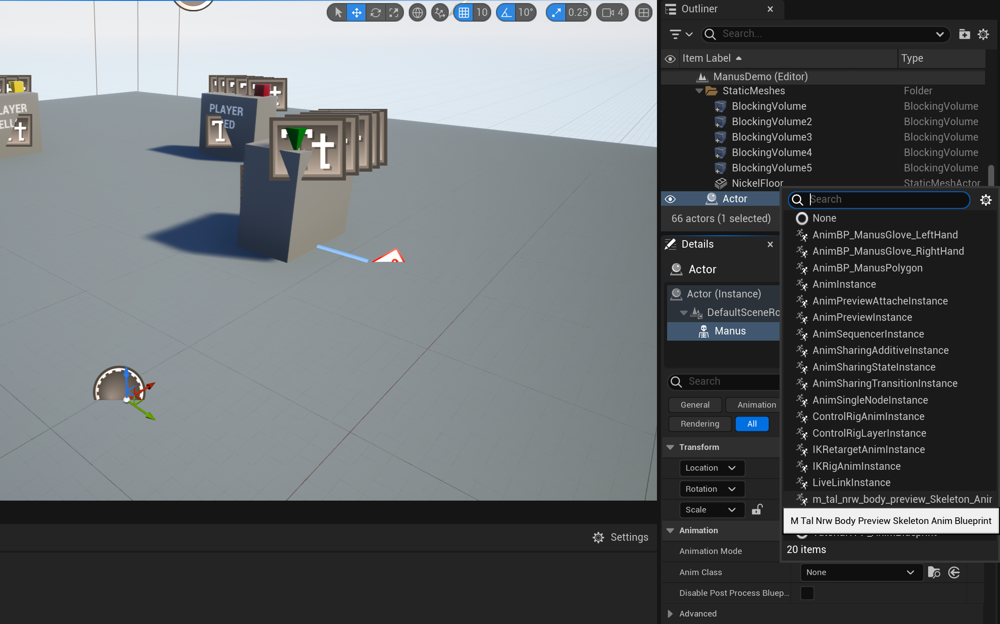 10
10°
0.25
4
PLAYER
ELL
t
PLAYER
ED
t
Settings
Outliner
Search...
Item Label
Type
ManusDemo (Editor)
StaticMeshes Folder
BlockingVolume BlockingVolume
BlockingVolume2 BlockingVolume
BlockingVolume3 BlockingVolume
BlockingVolume4 BlockingVolume
BlockingVolume5 BlockingVolume
NickelFloor StaticMeshActor
Actor
66 actors (1 selected)
Details
Actor
Actor (Instance)
DefaultSceneRo
Manus
Search
General Animation
Rendering All
Transform
Location
Rotation
Scale
Animation
Animation Mode
Anim Class None
Disable Post Process Bluep...
Advanced
Search
None
AnimBP_ManusGlove_LeftHand
AnimBP_ManusGlove_RightHand
AnimBP_ManusPolygon
AnimInstance
AnimPreviewAttacheInstance
AnimPreviewInstance
AnimSequencerInstance
AnimSharingAdditiveInstance
AnimSharingStateInstance
AnimSharingTransitionInstance
AnimSingleNodeInstance
ControlRigAnimInstance
ControlRigLayerInstance
IKRetargetAnimInstance
IKRigAnimInstance
LiveLinkInstance
m_tal_nrw_body_preview_Skeleton_Anir
M Tal Nrw Body Preview Skeleton Anim Blueprint
20 items